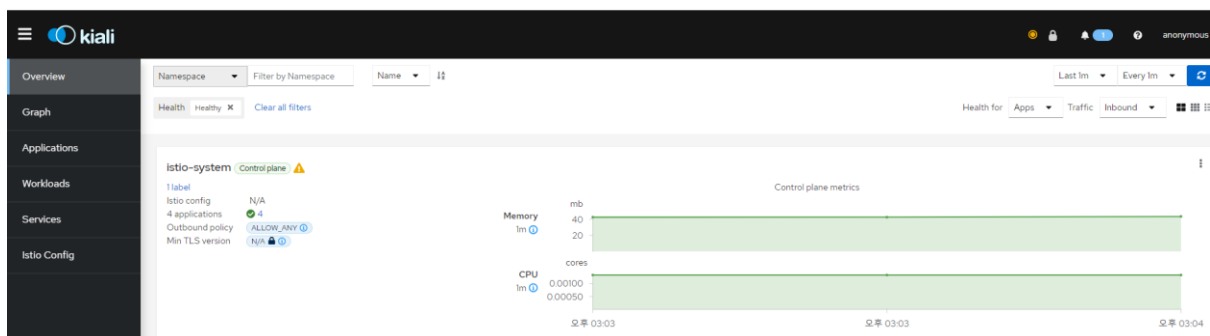 kiali
1
anonymous
Overview
Graph
Applications
Workloads
Services
Istio Config
Namespace Filter by Namespace Name
Last 1m Every 1m
Health Healthy Clear all filters
Health for Apps Traffic Inbound
istio-system Control plane
1 label
Istio config N/A
4 applications 4
Outbound policy ALLOW_ANY
Min TLS version N/A
Control plane metrics
Memory
1m
mb
40
20
CPU
1m
cores
0.00100
0.00050
오후 03:03
오후 03:03
오후 03:04